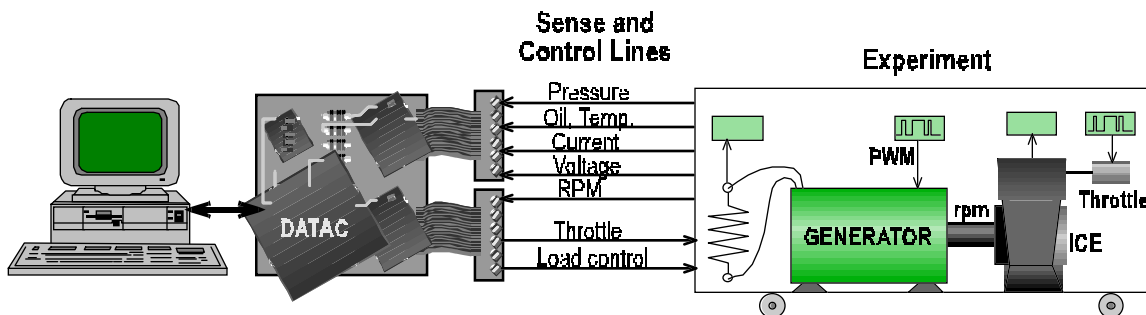 Sense and
Control Lines
Experiment
Pressure
Oil, Temp.
Current
Voltage
RPM
Throttle
Load control
DATAC
PWM
Throttle
rpm
GENERATOR
ICE